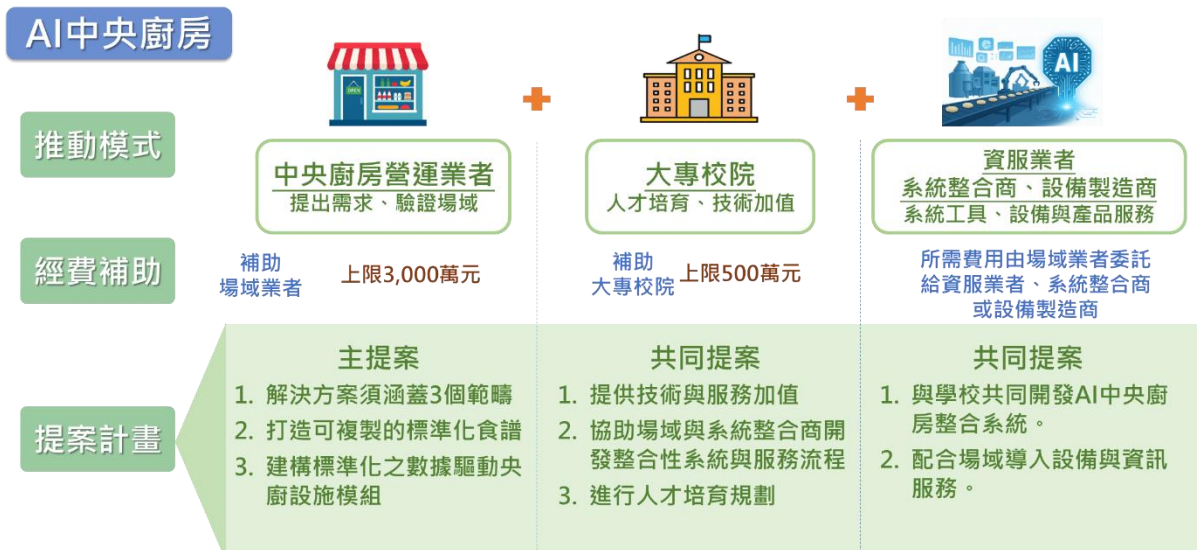 AI中央廚房
OPEN
AI
推動模式
中央廚房營運業者
提出需求、驗證場域
大專校院
人才培育、技術加值
資服業者
系統整合商、設備製造商
系統工具、設備與產品服務
經費補助
補助
場域業者
上限3,000萬元
補助
大專校院
上限500萬元
所需費用由場域業者委託
給資服業者、系統整合商
或設備製造商
提案計畫
主提案
1. 解決方案須涵蓋3個範疇
2. 打造可複製的標準化食譜
3. 建構標準化之數據驅動央
廚設施模組
共同提案
1. 提供技術與服務加值
2. 協助場域與系統整合商開
發整合性系統與服務流程
3. 進行人才培育規劃
共同提案
1. 與學校共同開發AI中央廚
房整合系統。
2. 配合場域導入設備與資訊
服務。